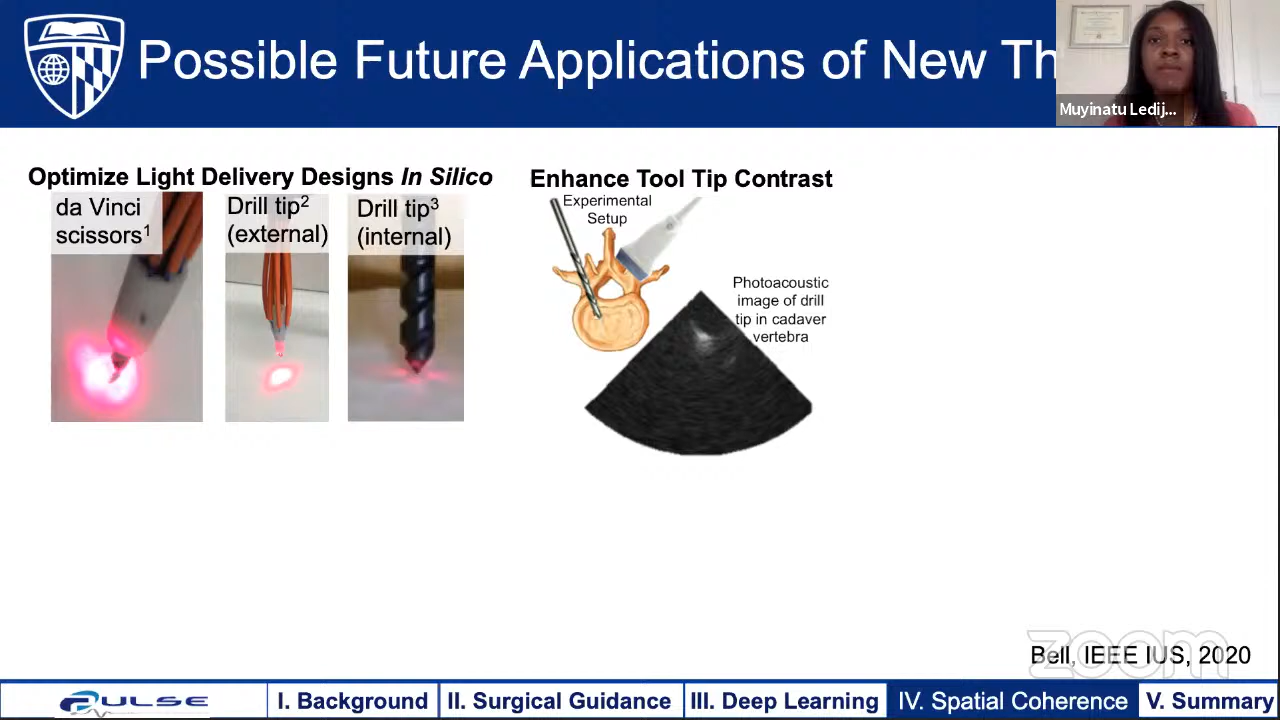 Possible Future Applications of New Th
Muyinatu Ledij...
Optimize Light Delivery Designs In Silico
da Vinci
scissors¹
Drill tip²
(external)
Drill tip³
(internal)
Enhance Tool Tip Contrast
Experimental
Setup
Photoacoustic
image of drill
tip in cadaver
vertebra
zoom
Bell, IEEE IUS, 2020
PULSE
I. Background
II. Surgical Guidance
III. Deep Learning
IV. Spatial Coherence
V. Summary